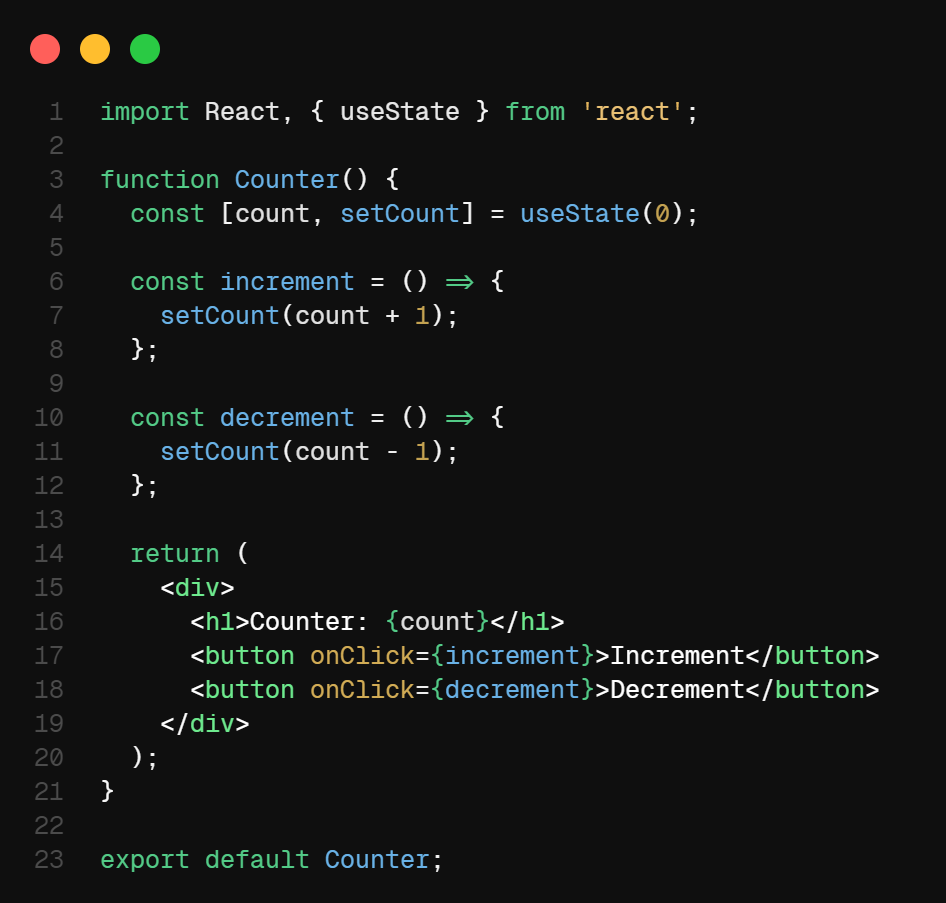 1 import React, { useState } from 'react';
2
3 function Counter() {
4   const [count, setCount] = useState(0);
5
6   const increment = () => {
7     setCount(count + 1);
8   };
9
10   const decrement = () => {
11     setCount(count - 1);
12   };
13
14   return (
15     <div>
16       <h1>Counter: {count}</h1>
17       <button onClick={increment}>Increment</button>
18       <button onClick={decrement}>Decrement</button>
19     </div>
20   );
21 }
22
23 export default Counter;